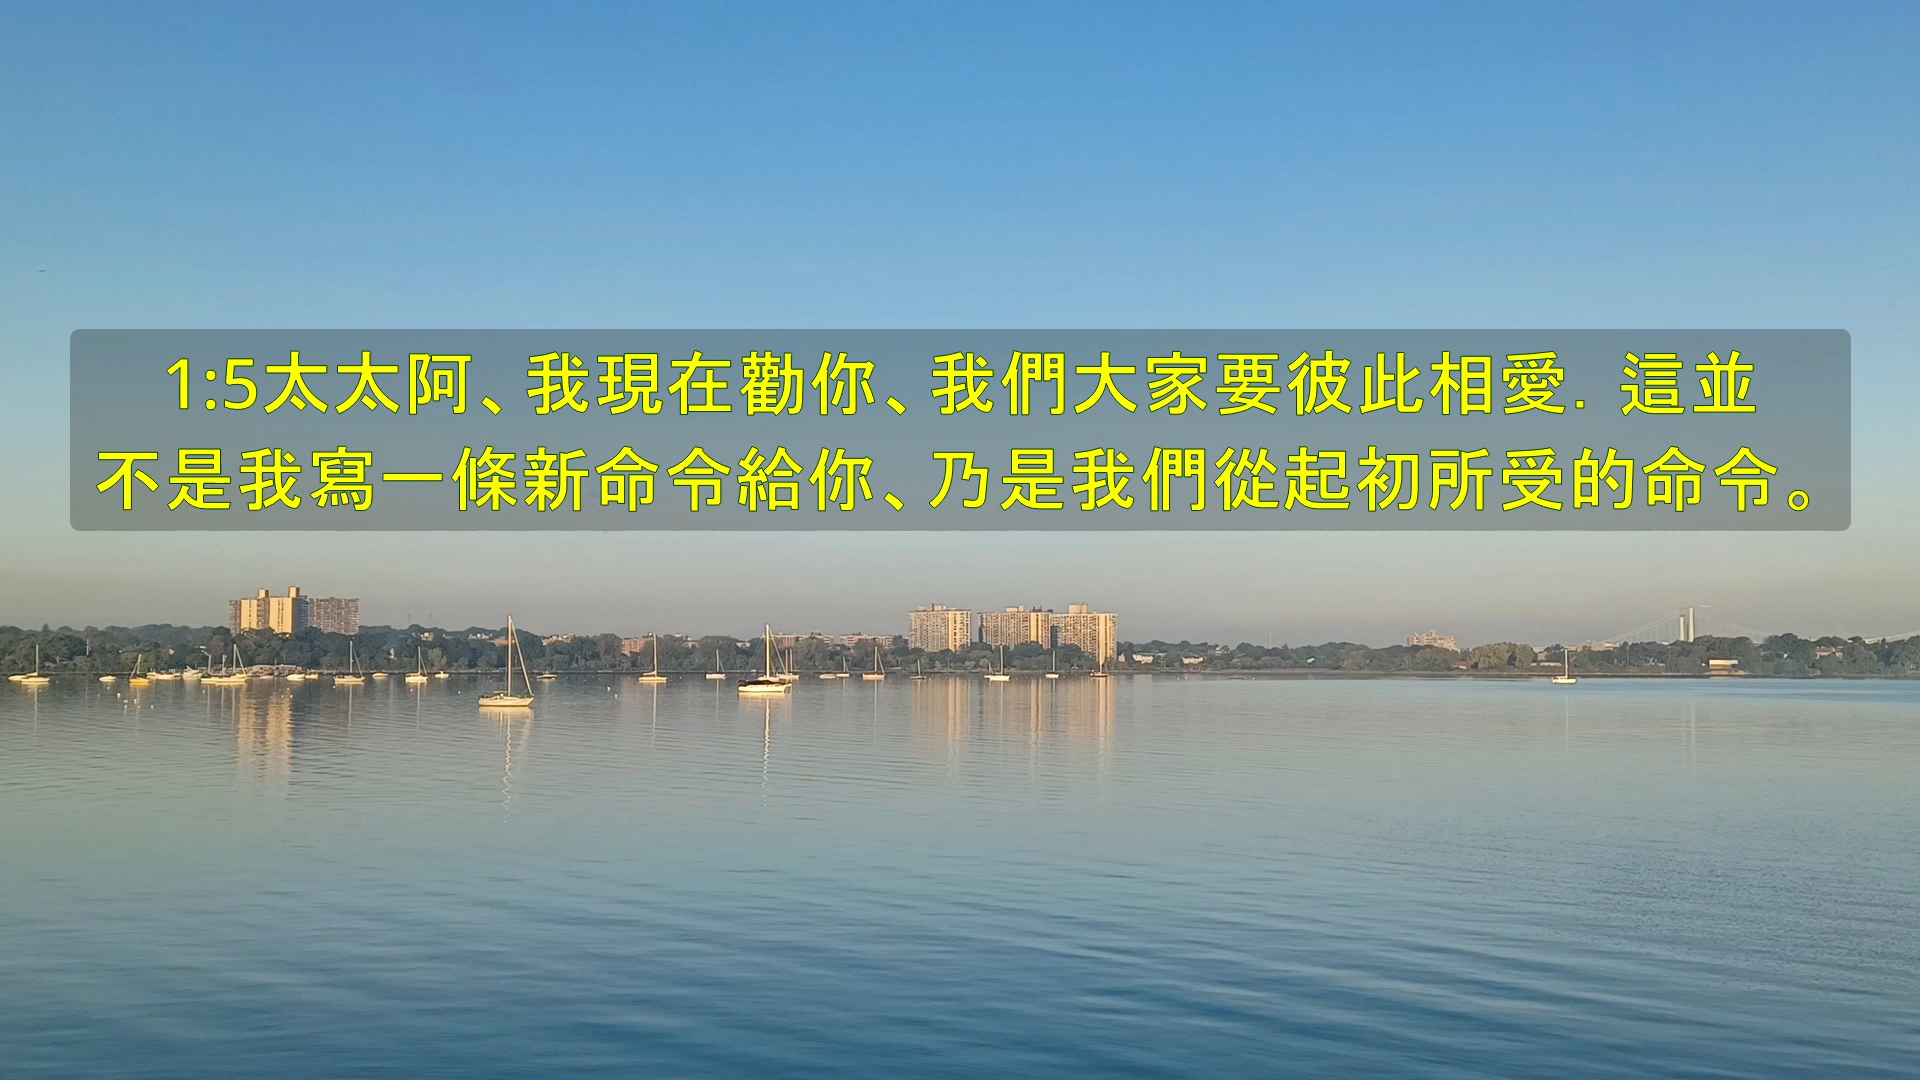 1:5太太阿、我現在勸你、我們大家要彼此相愛．這並
不是我寫一條新命令給你、乃是我們從起初所受的命令。